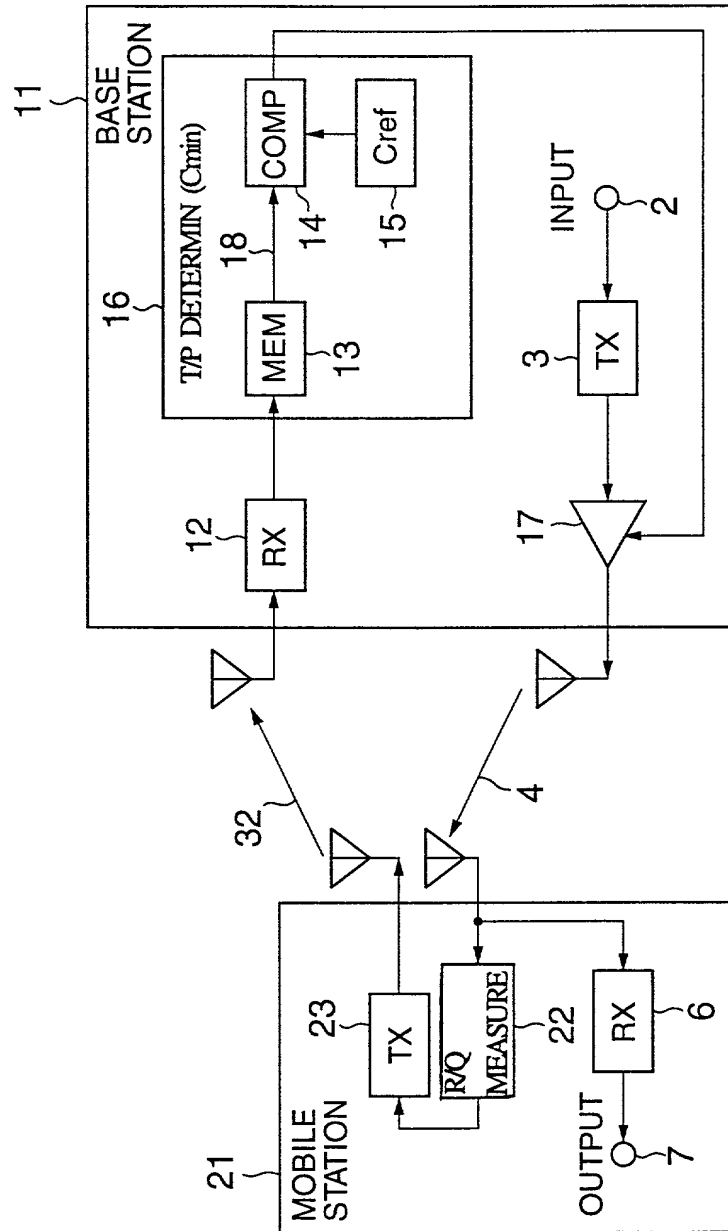 11
BASE
STATION
16
T/P DETERMIN (Cmin)
12
RX
MEM
13
18
COMP
14
Cref
15
INPUT
2
3
TX
17
32
4
21
MOBILE
STATION
23
TX
R/Q
MEASURE
22
RX
6
OUTPUT
7